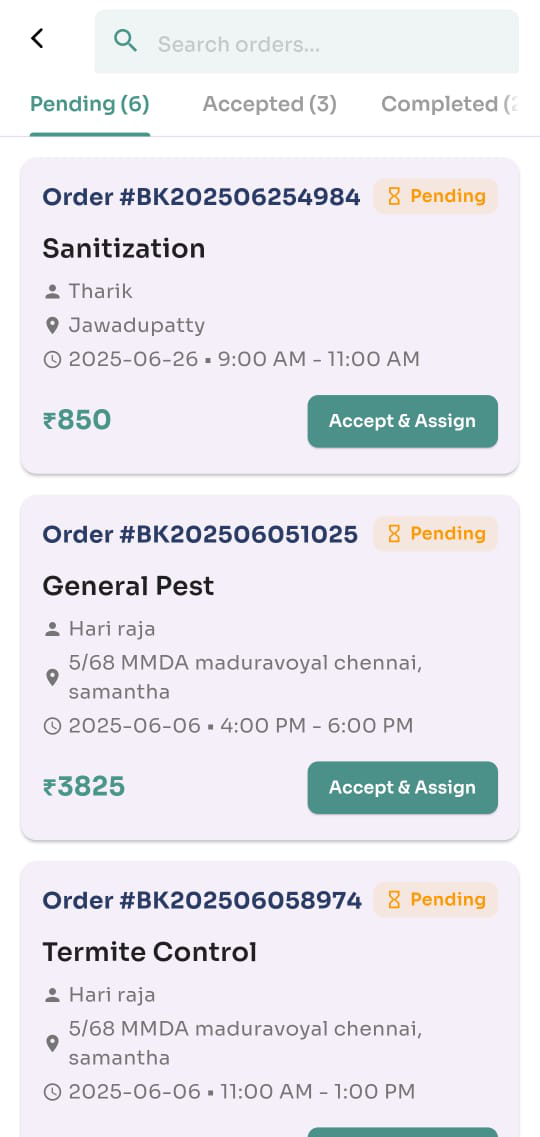 Search orders...
Pending (6) Accepted (3) Completed (
Order #BK202506254984 Pending
Sanitization
Tharik
Jawadupatty
2025-06-26 • 9:00 AM - 11:00 AM
₹850 Accept & Assign
Order #BK202506051025 Pending
General Pest
Hari raja
5/68 MMDA maduravoyal chennai,
samantha
2025-06-06 • 4:00 PM - 6:00 PM
₹3825 Accept & Assign
Order #BK202506058974 Pending
Termite Control
Hari raja
5/68 MMDA maduravoyal chennai,
samantha
2025-06-06 • 11:00 AM - 1:00 PM